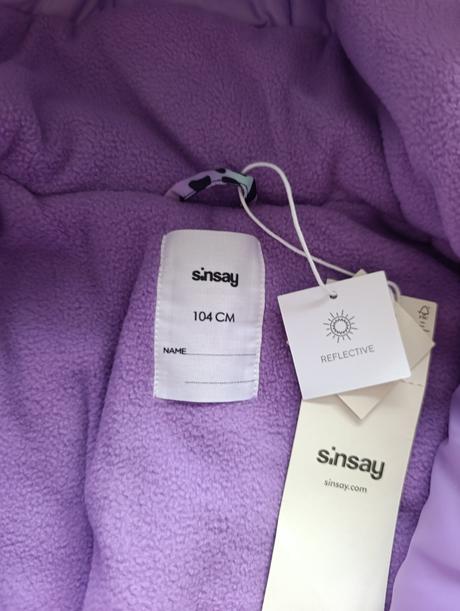 sinsay
104 CM
NAME
REFLECTIVE
sinsay
sinsay.com